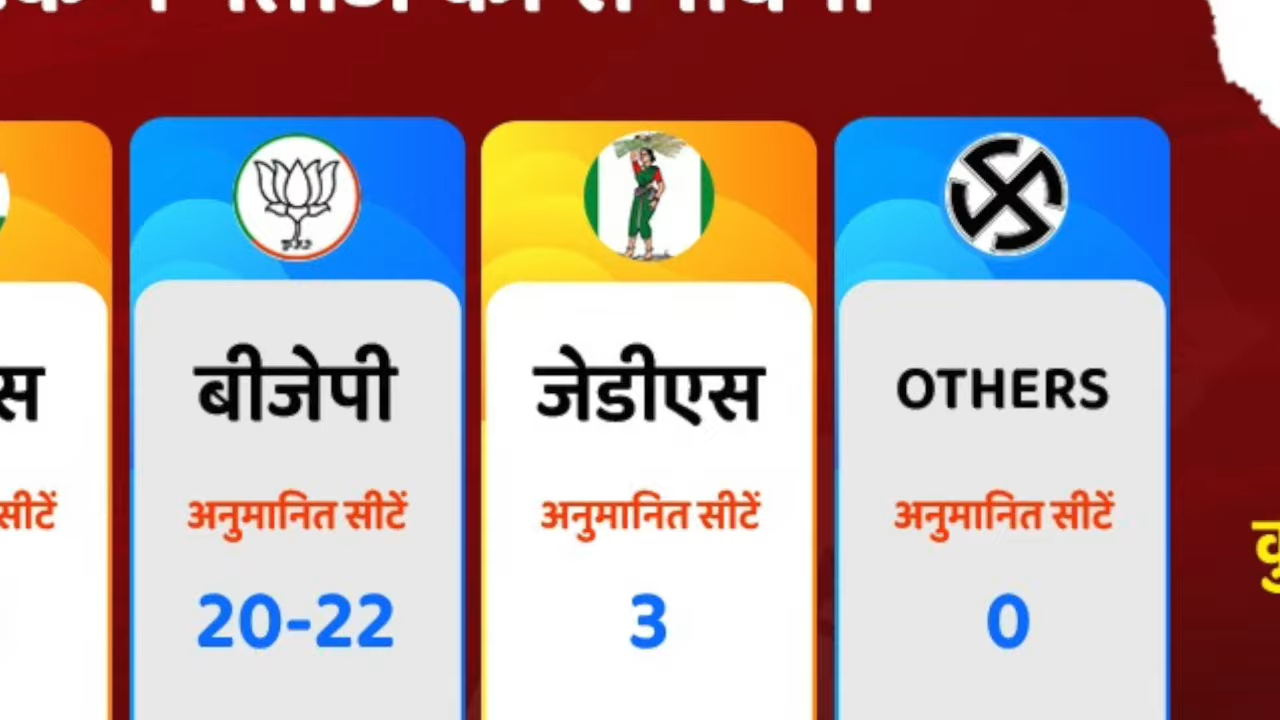 बीजेपी
जेडीएस
OTHERS
सीटें
अनुमानित सीटें
अनुमानित सीटें
अनुमानित सीटें
20-22
3
0